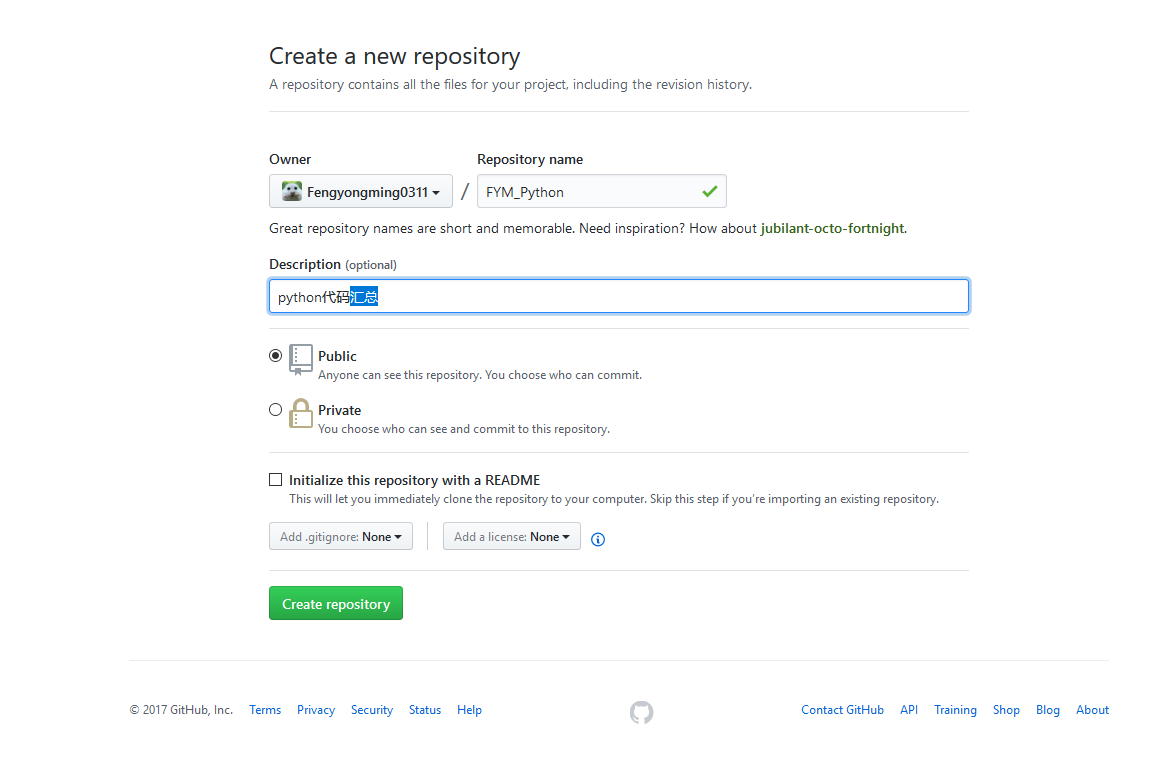 Create a new repository
A repository contains all the files for your project, including the revision history.
Owner
Repository name
Fengyongming0311
/
FYM_Python
Great repository names are short and memorable. Need inspiration? How about jubilant-octo-fortnight.
Description (optional)
python代码汇总
Public
Anyone can see this repository. You choose who can commit.
Private
You choose who can see and commit to this repository.
Initialize this repository with a README
This will let you immediately clone the repository to your computer. Skip this step if you’re importing an existing repository.
Add .gitignore: None
Add a license: None
Create repository
© 2017 GitHub, Inc. Terms Privacy Security Status Help
Contact GitHub API Training Shop Blog About